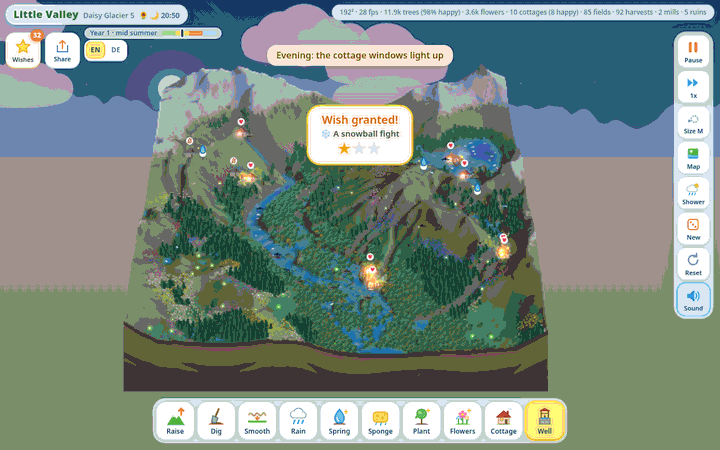 Little Valley Daisy Glacier 5 20:50
192² · 28 fps · 11.9k trees (98% happy) · 3.6k flowers · 10 cottages (8 happy) · 85 fields · 92 harvests · 2 mills · 5 ruins
32
Wishes
Share
Year 1 · mid summer
EN DE
Evening: the cottage windows light up
Wish granted!
A snowball fight
Pause
1x
Size M
Map
Shower
New
Reset
Sound
Raise
Dig
Smooth
Rain
Spring
Sponge
Plant
Flowers
Cottage
Well